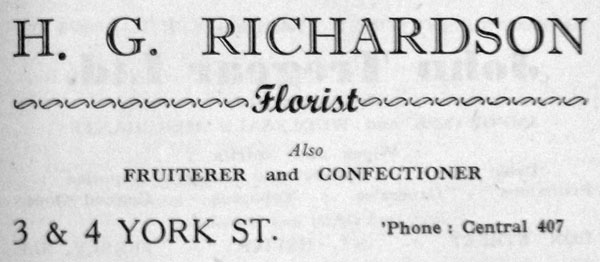 H. G. RICHARDSON
Florist
Also
FRUITERER and CONFECTIONER
3 & 4 YORK ST. 'Phone : Central 407